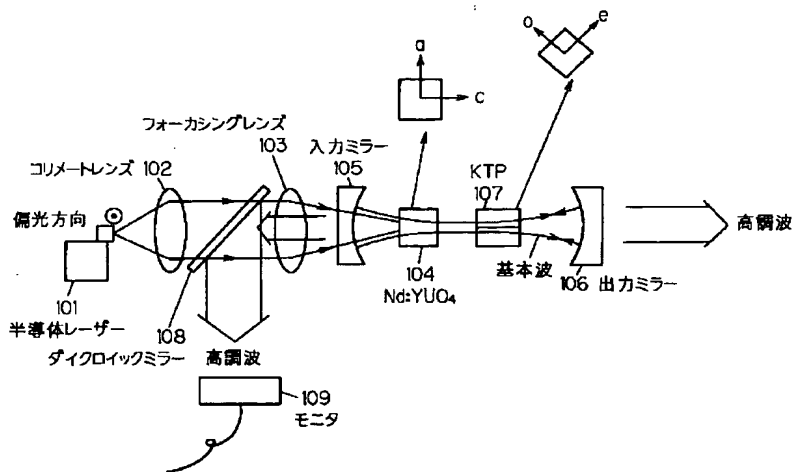 o
e
a
c
フォーカシングレンズ
103
入力ミラー
105
コリメートレンズ 102
KTP
107
偏光方向
高調波
101
半導体レーザー
108
ダイクロイックミラー
高調波
104
Nd:YUO₄
基本波
106 出力ミラー
109
モニタ